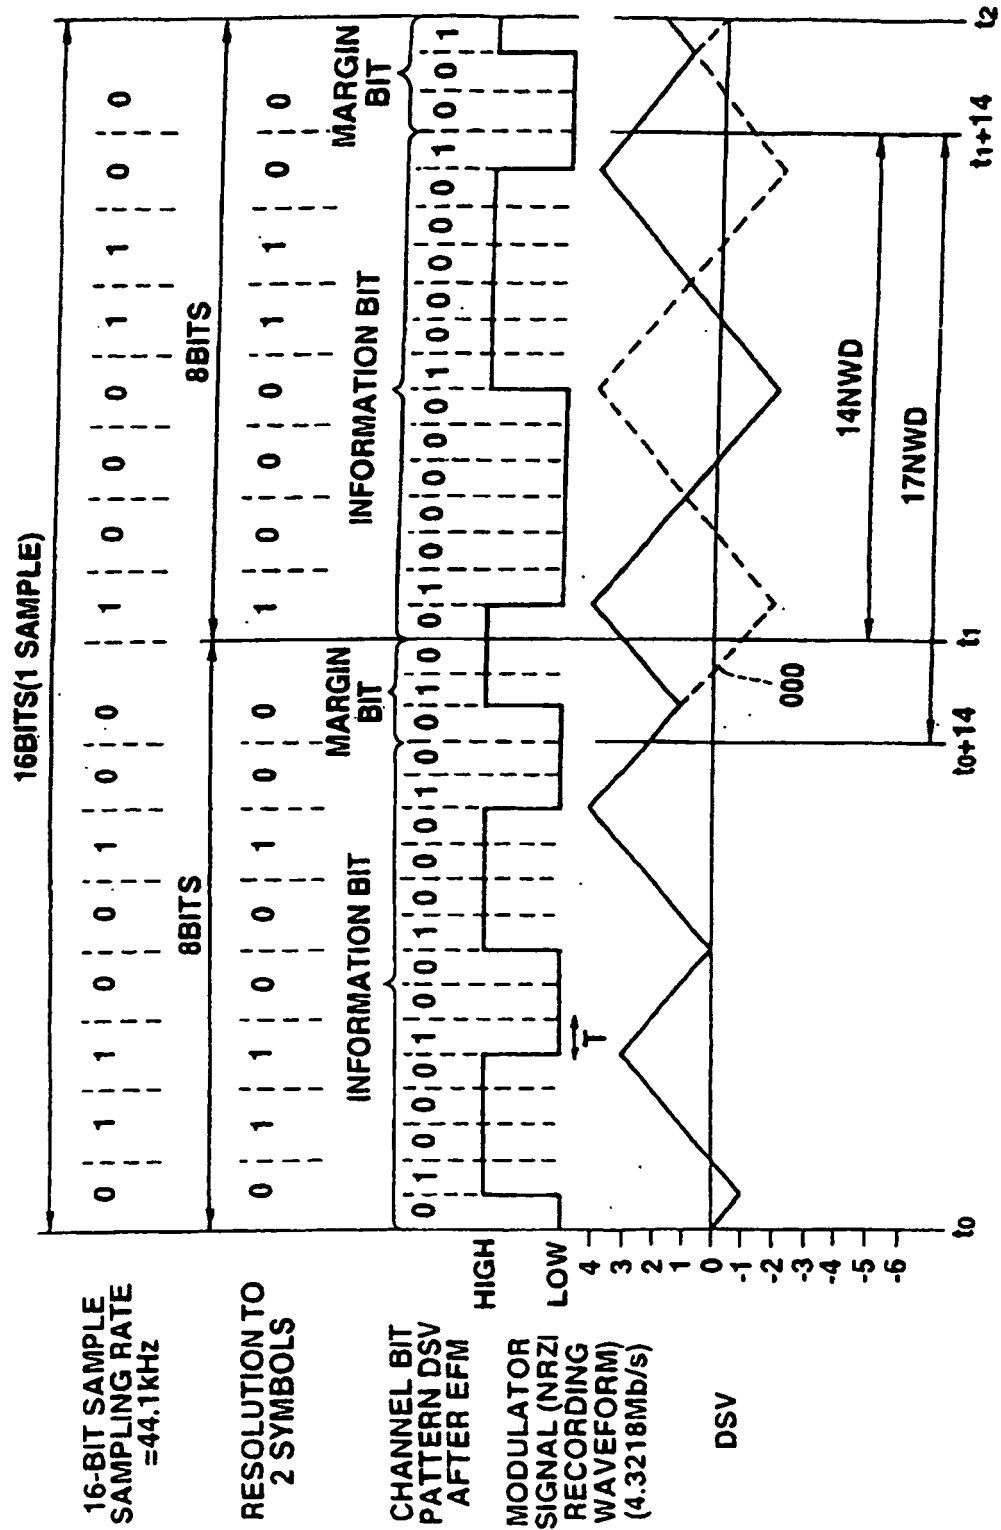 16BITS(1 SAMPLE)
16-BIT SAMPLE
SAMPLING RATE
=44.1kHz
0 1 1 0 0 1 0 0 1 0 0 0 1 1 0 0
8BITS 8BITS
RESOLUTION TO
2 SYMBOLS
0 1 1 0 0 1 0 0 1 0 0 0 1 1 0 0
INFORMATION BIT MARGIN BIT INFORMATION BIT MARGIN BIT
CHANNEL BIT
PATTERN DSV
AFTER EFM
0 1 0 0 0 1 0 0 1 0 0 0 1 0 0 1 0 0 1 0 0 0 0 0 1 0 0 0 0 0 1 0 0 1
HIGH
LOW
T
MODULATOR
SIGNAL (NRZI
RECORDING
WAVEFORM)
(4.3218Mb/s)
DSV
4
3
2
1
0
-1
-2
-3
-4
-5
-6
000
14NWD
17NWD
t0 t0+14 t1 t1+14 t2